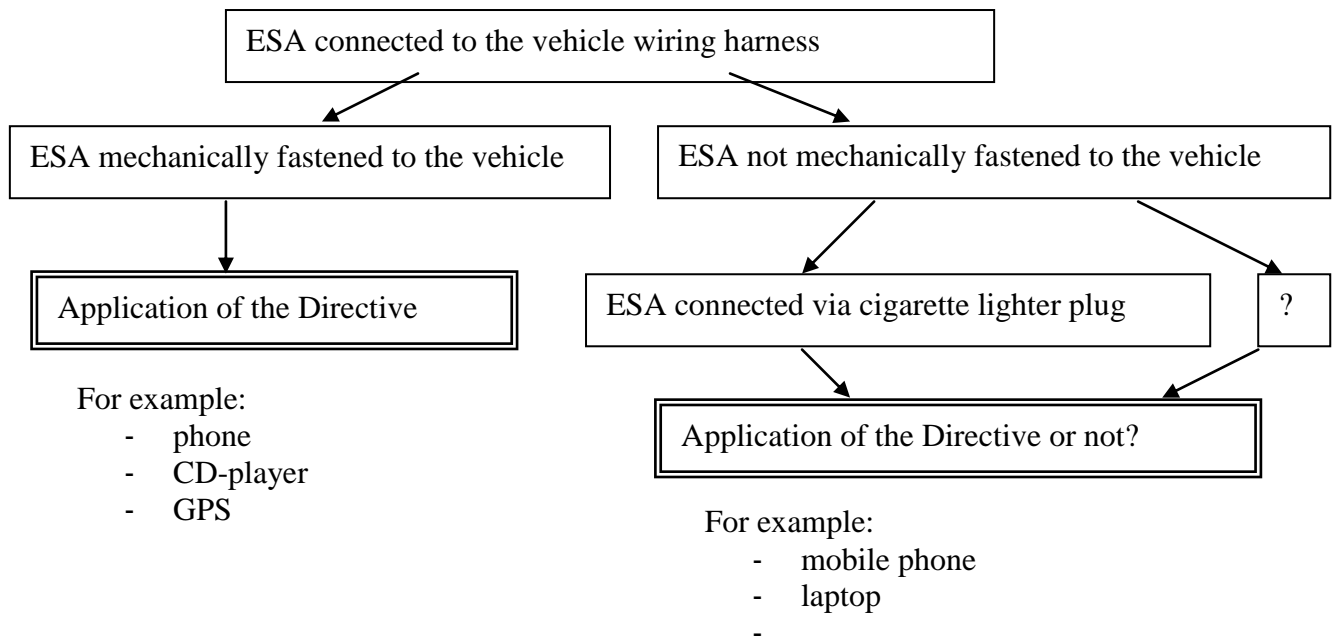 ESA connected to the vehicle wiring harness
ESA mechanically fastened to the vehicle
ESA not mechanically fastened to the vehicle
Application of the Directive
ESA connected via cigarette lighter plug
?
For example:
- phone
- CD-player
- GPS
Application of the Directive or not?
For example:
- mobile phone
- laptop
-